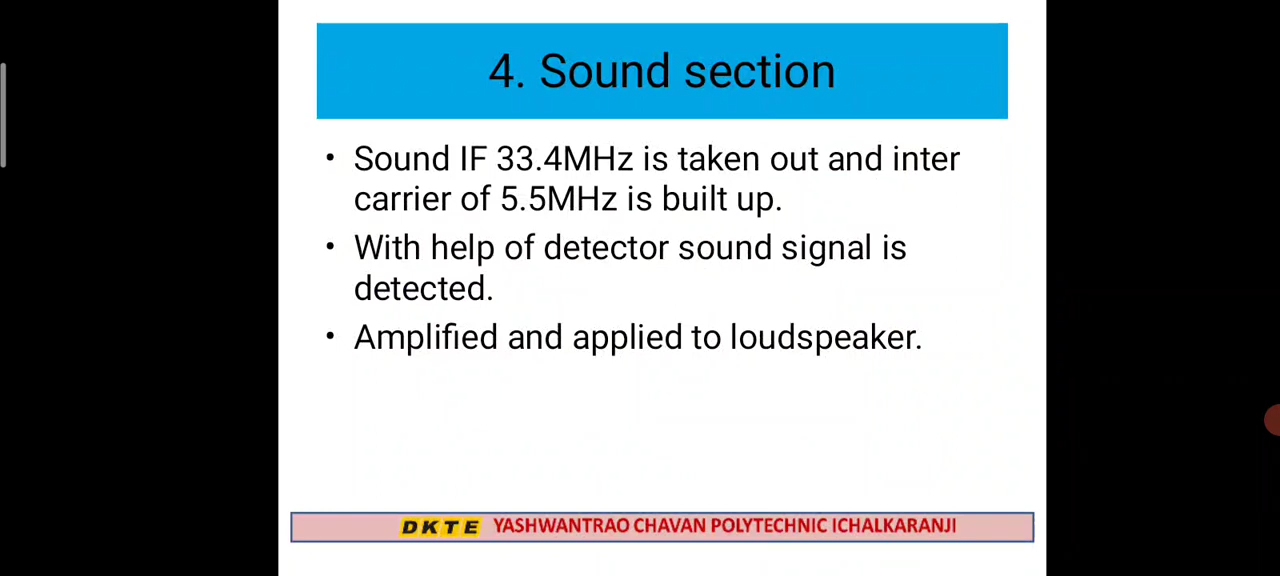 4. Sound section
• Sound IF 33.4MHz is taken out and inter
carrier of 5.5MHz is built up.
• With help of detector sound signal is
detected.
• Amplified and applied to loudspeaker.
DKTE YASHWANTRAO CHAVAN POLYTECHNIC ICHALKARANJI